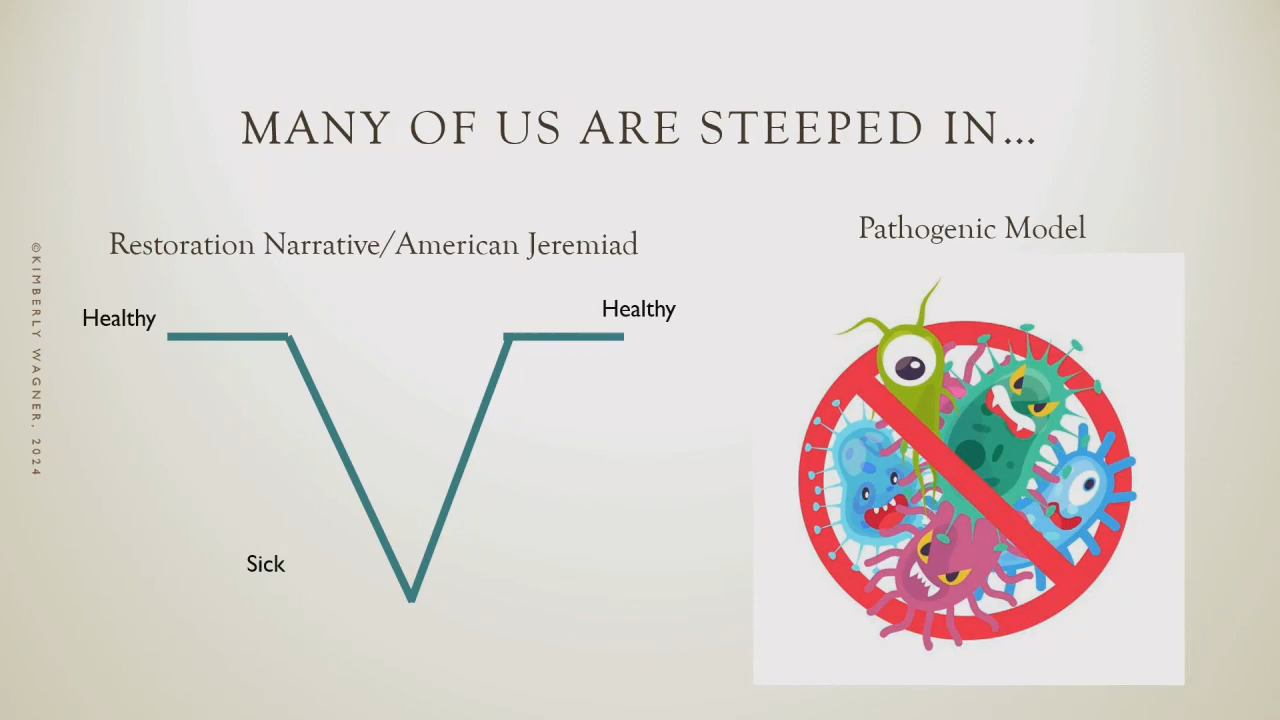 MANY OF US ARE STEEPED IN...
Restoration Narrative/American Jeremiad
Healthy
Healthy
Sick
Pathogenic Model
©KIMBERLY WAGNER, 2024